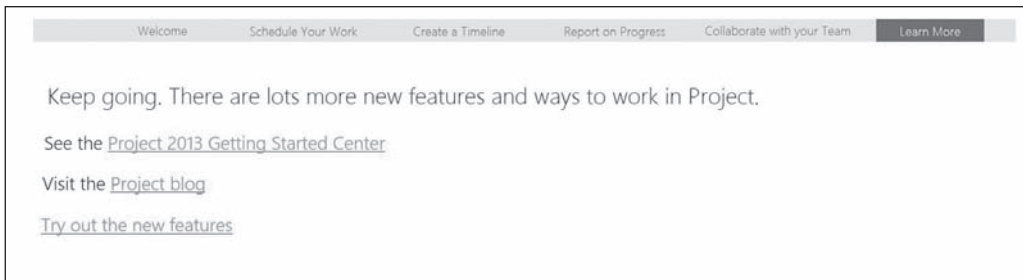 Welcome Schedule Your Work Create a Timeline Report on Progress Collaborate with your Team Learn More
Keep going. There are lots more new features and ways to work in Project.
See the Project 2013 Getting Started Center
Visit the Project blog
Try out the new features